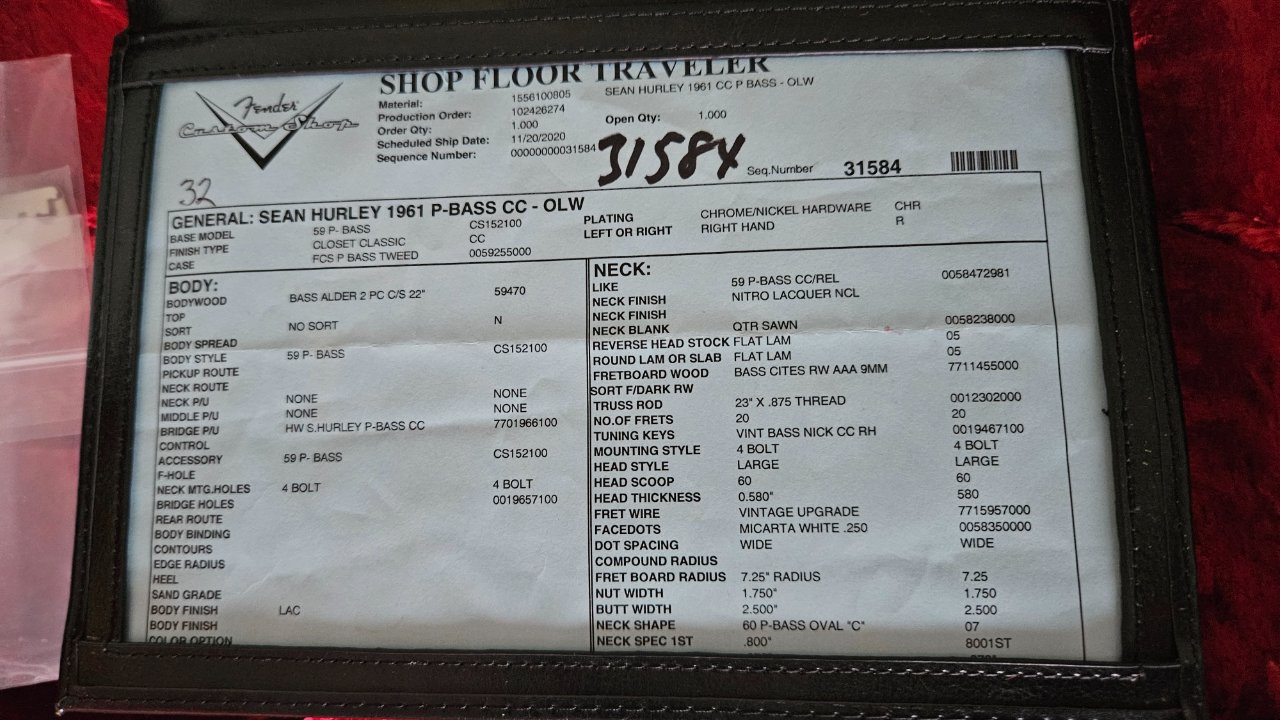 SHOP FLOOR TRAVELER
Fender
Custom Shop
Material: 1556100805 SEAN HURLEY 1961 CC P BASS - OLW
Production Order: 102426274
Order Qty: 1.000 Open Qty: 1.000
Scheduled Ship Date: 11/20/2020
Sequence Number: 00000000031584 31584 Seq.Number 31584
32
GENERAL: SEAN HURLEY 1961 P-BASS CC - OLW
BASE MODEL 59 P- BASS CS152100 PLATING CHROME/NICKEL HARDWARE CHR
FINISH TYPE CLOSET CLASSIC CC LEFT OR RIGHT RIGHT HAND R
CASE FCS P BASS TWEED 0059255000
BODY:
BODYWOOD BASS ALDER 2 PC C/S 22" 59470
TOP
SORT NO SORT N
BODY SPREAD
BODY STYLE 59 P- BASS CS152100
PICKUP ROUTE
NECK ROUTE
NECK P/U NONE NONE
MIDDLE P/U NONE NONE
BRIDGE P/U HW S.HURLEY P-BASS CC 7701966100
CONTROL
ACCESSORY 59 P- BASS CS152100
F-HOLE
NECK MTG.HOLES 4 BOLT 4 BOLT
BRIDGE HOLES 0019657100
REAR ROUTE
BODY BINDING
CONTOURS
EDGE RADIUS
HEEL
SAND GRADE
BODY FINISH LAC
BODY FINISH
COLOR OPTION
NECK:
LIKE 59 P-BASS CC/REL 0058472981
NECK FINISH NITRO LACQUER NCL
NECK FINISH
NECK BLANK QTR SAWN 0058238000
REVERSE HEAD STOCK FLAT LAM 05
ROUND LAM OR SLAB FLAT LAM 05
FRETBOARD WOOD BASS CITES RW AAA 9MM 7711455000
SORT F/DARK RW
TRUSS ROD 23" X .875 THREAD 0012302000
NO.OF FRETS 20 20
TUNING KEYS VINT BASS NICK CC RH 0019467100
MOUNTING STYLE 4 BOLT 4 BOLT
HEAD STYLE LARGE LARGE
HEAD SCOOP 60 60
HEAD THICKNESS 0.580" 580
FRET WIRE VINTAGE UPGRADE 7715957000
FACEDOTS MICARTA WHITE .250 0058350000
DOT SPACING WIDE WIDE
COMPOUND RADIUS
FRET BOARD RADIUS 7.25" RADIUS 7.25
NUT WIDTH 1.750" 1.750
BUTT WIDTH 2.500" 2.500
NECK SHAPE 60 P-BASS OVAL "C" 07
NECK SPEC 1ST .800" 8001ST